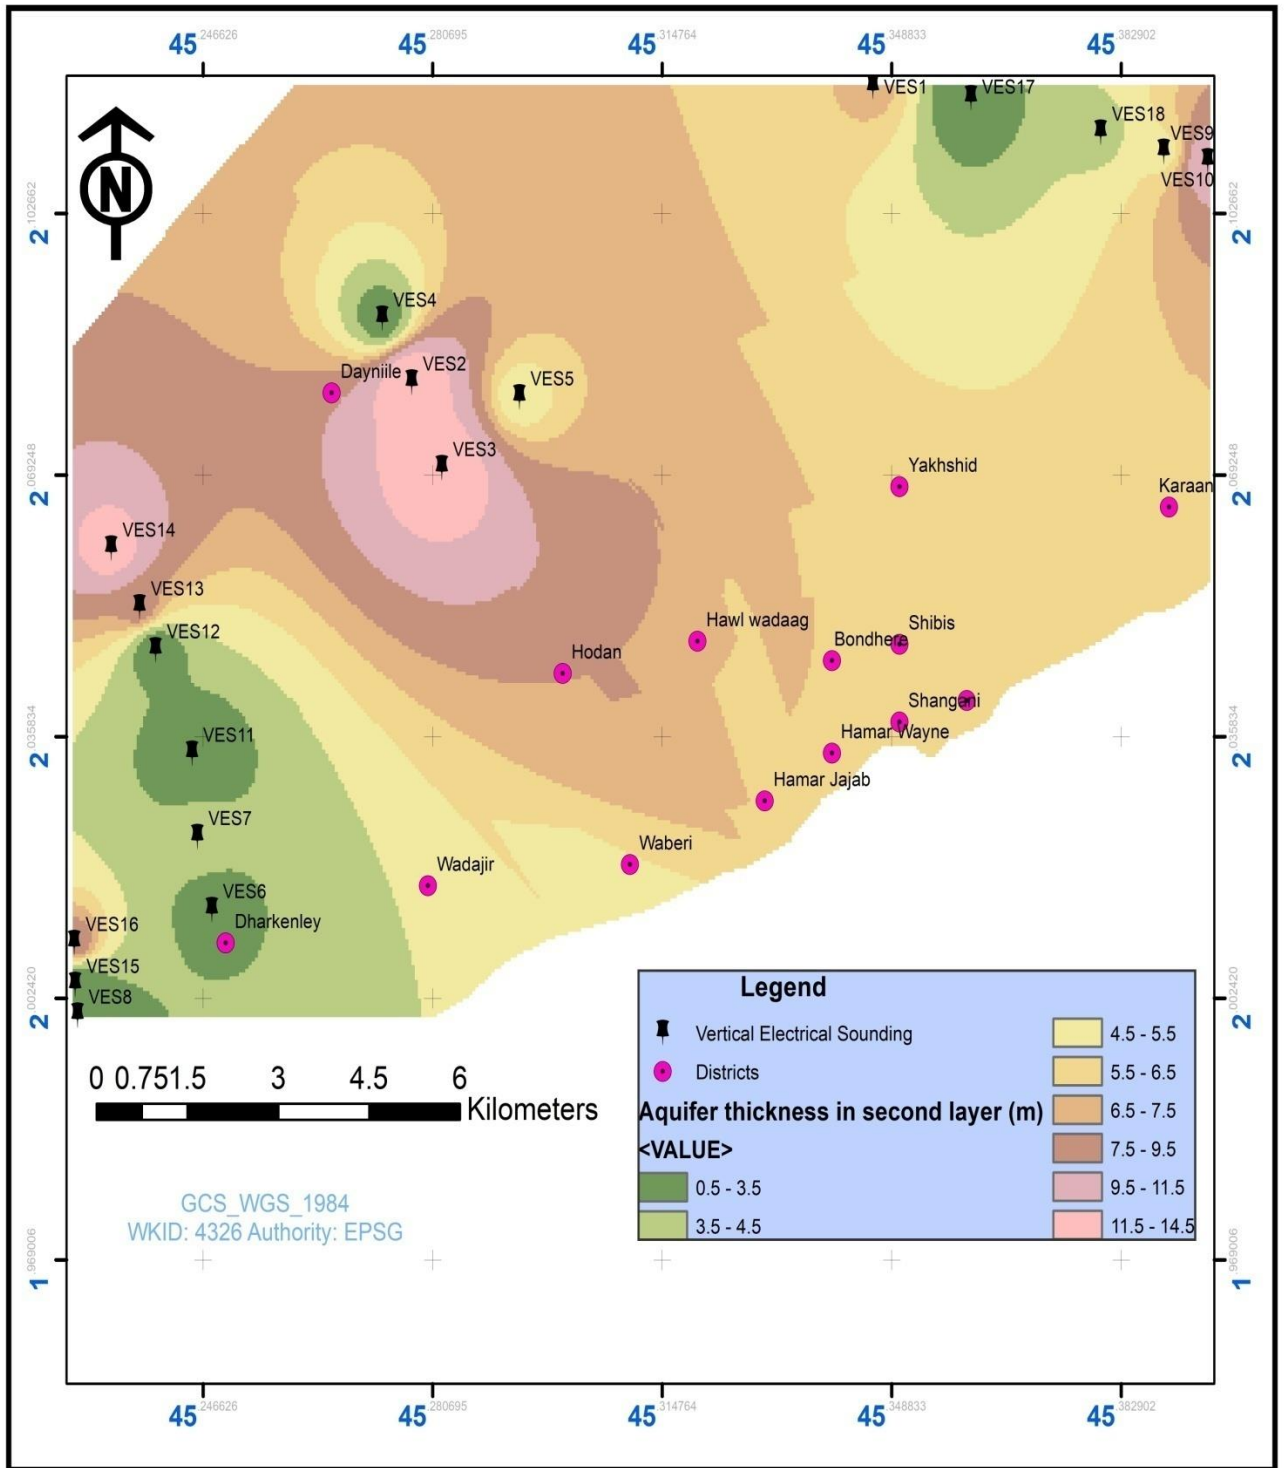 45.246626 45.280695 45.314764 45.348833 45.382902
N
VES1
VES17
VES18
VES9
VES10
2.102662 2.102662
VES4
VES2
Dayniile
VES5
VES3
2.069248 2.069248
Yakhshid
Karaan
VES14
VES13
VES12
Hawl wadaag
Shibis
Bondhere
Hodan
Shangani
VES11
Hamar Wayne
2.035834 2.035834
Hamar Jajab
VES7
Waberi
Wadajir
VES6
Dharkenley
VES16
VES15
VES8
2.002420 2.002420
Legend
Vertical Electrical Sounding
Districts
Aquifer thickness in second layer (m)
<VALUE>
0.5 - 3.5
3.5 - 4.5
4.5 - 5.5
5.5 - 6.5
6.5 - 7.5
7.5 - 9.5
9.5 - 11.5
11.5 - 14.5
0 0.751.5 3 4.5 6
Kilometers
GCS_WGS_1984
WKID: 4326 Authority: EPSG
1.969006 1.969006
45.246626 45.280695 45.314764 45.348833 45.382902